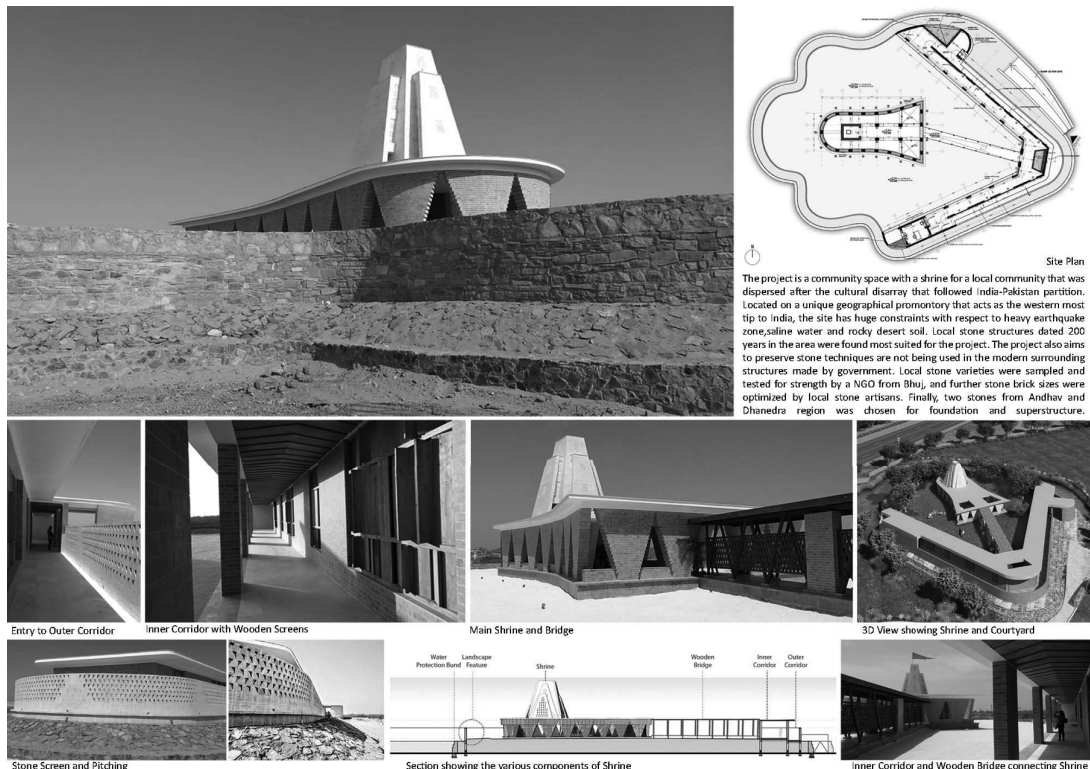 Site Plan
The project is a community space with a shrine for a local community that was
dispersed after the cultural disarray that followed India-Pakistan partition.
Located on a unique geographical promontory that acts as the western most
tip to India, the site has huge constraints with respect to heavy earthquake
zone,saline water and rocky desert soil. Local stone structures dated 200
years in the area were found most suited for the project. The project also aims
to preserve stone techniques are not being used in the modern surrounding
structures made by government. Local stone varieties were sampled and
tested for strength by a NGO from Bhuj, and further stone brick sizes were
optimized by local stone artisans. Finally, two stones from Andhav and
Dhanedra region was chosen for foundation and superstructure.
Entry to Outer Corridor
Inner Corridor with Wooden Screens
Main Shrine and Bridge
3D View showing Shrine and Courtyard
Water
Protection Bund
Landscape
Feature
Shrine
Wooden
Bridge
Inner
Corridor
Outer
Corridor
Stone Screen and Pitching
Section showing the various components of Shrine
Inner Corridor and Wooden Bridge connecting Shrine